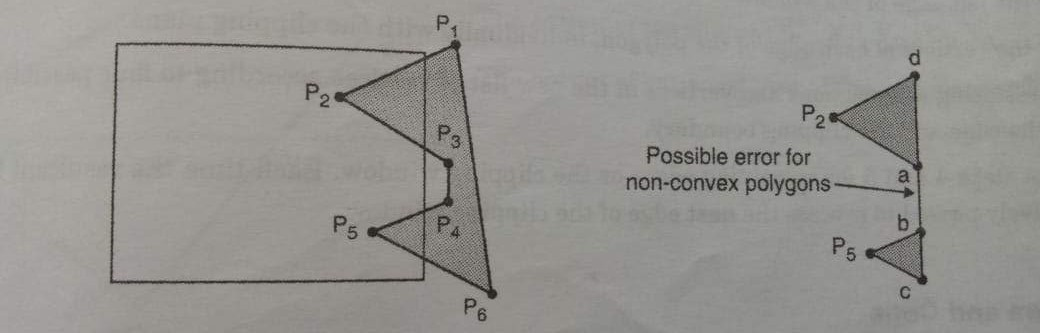 P1
P2
P3
P4
P5
P6
d
P2
Possible error for
non-convex polygons
a
b
P5
c